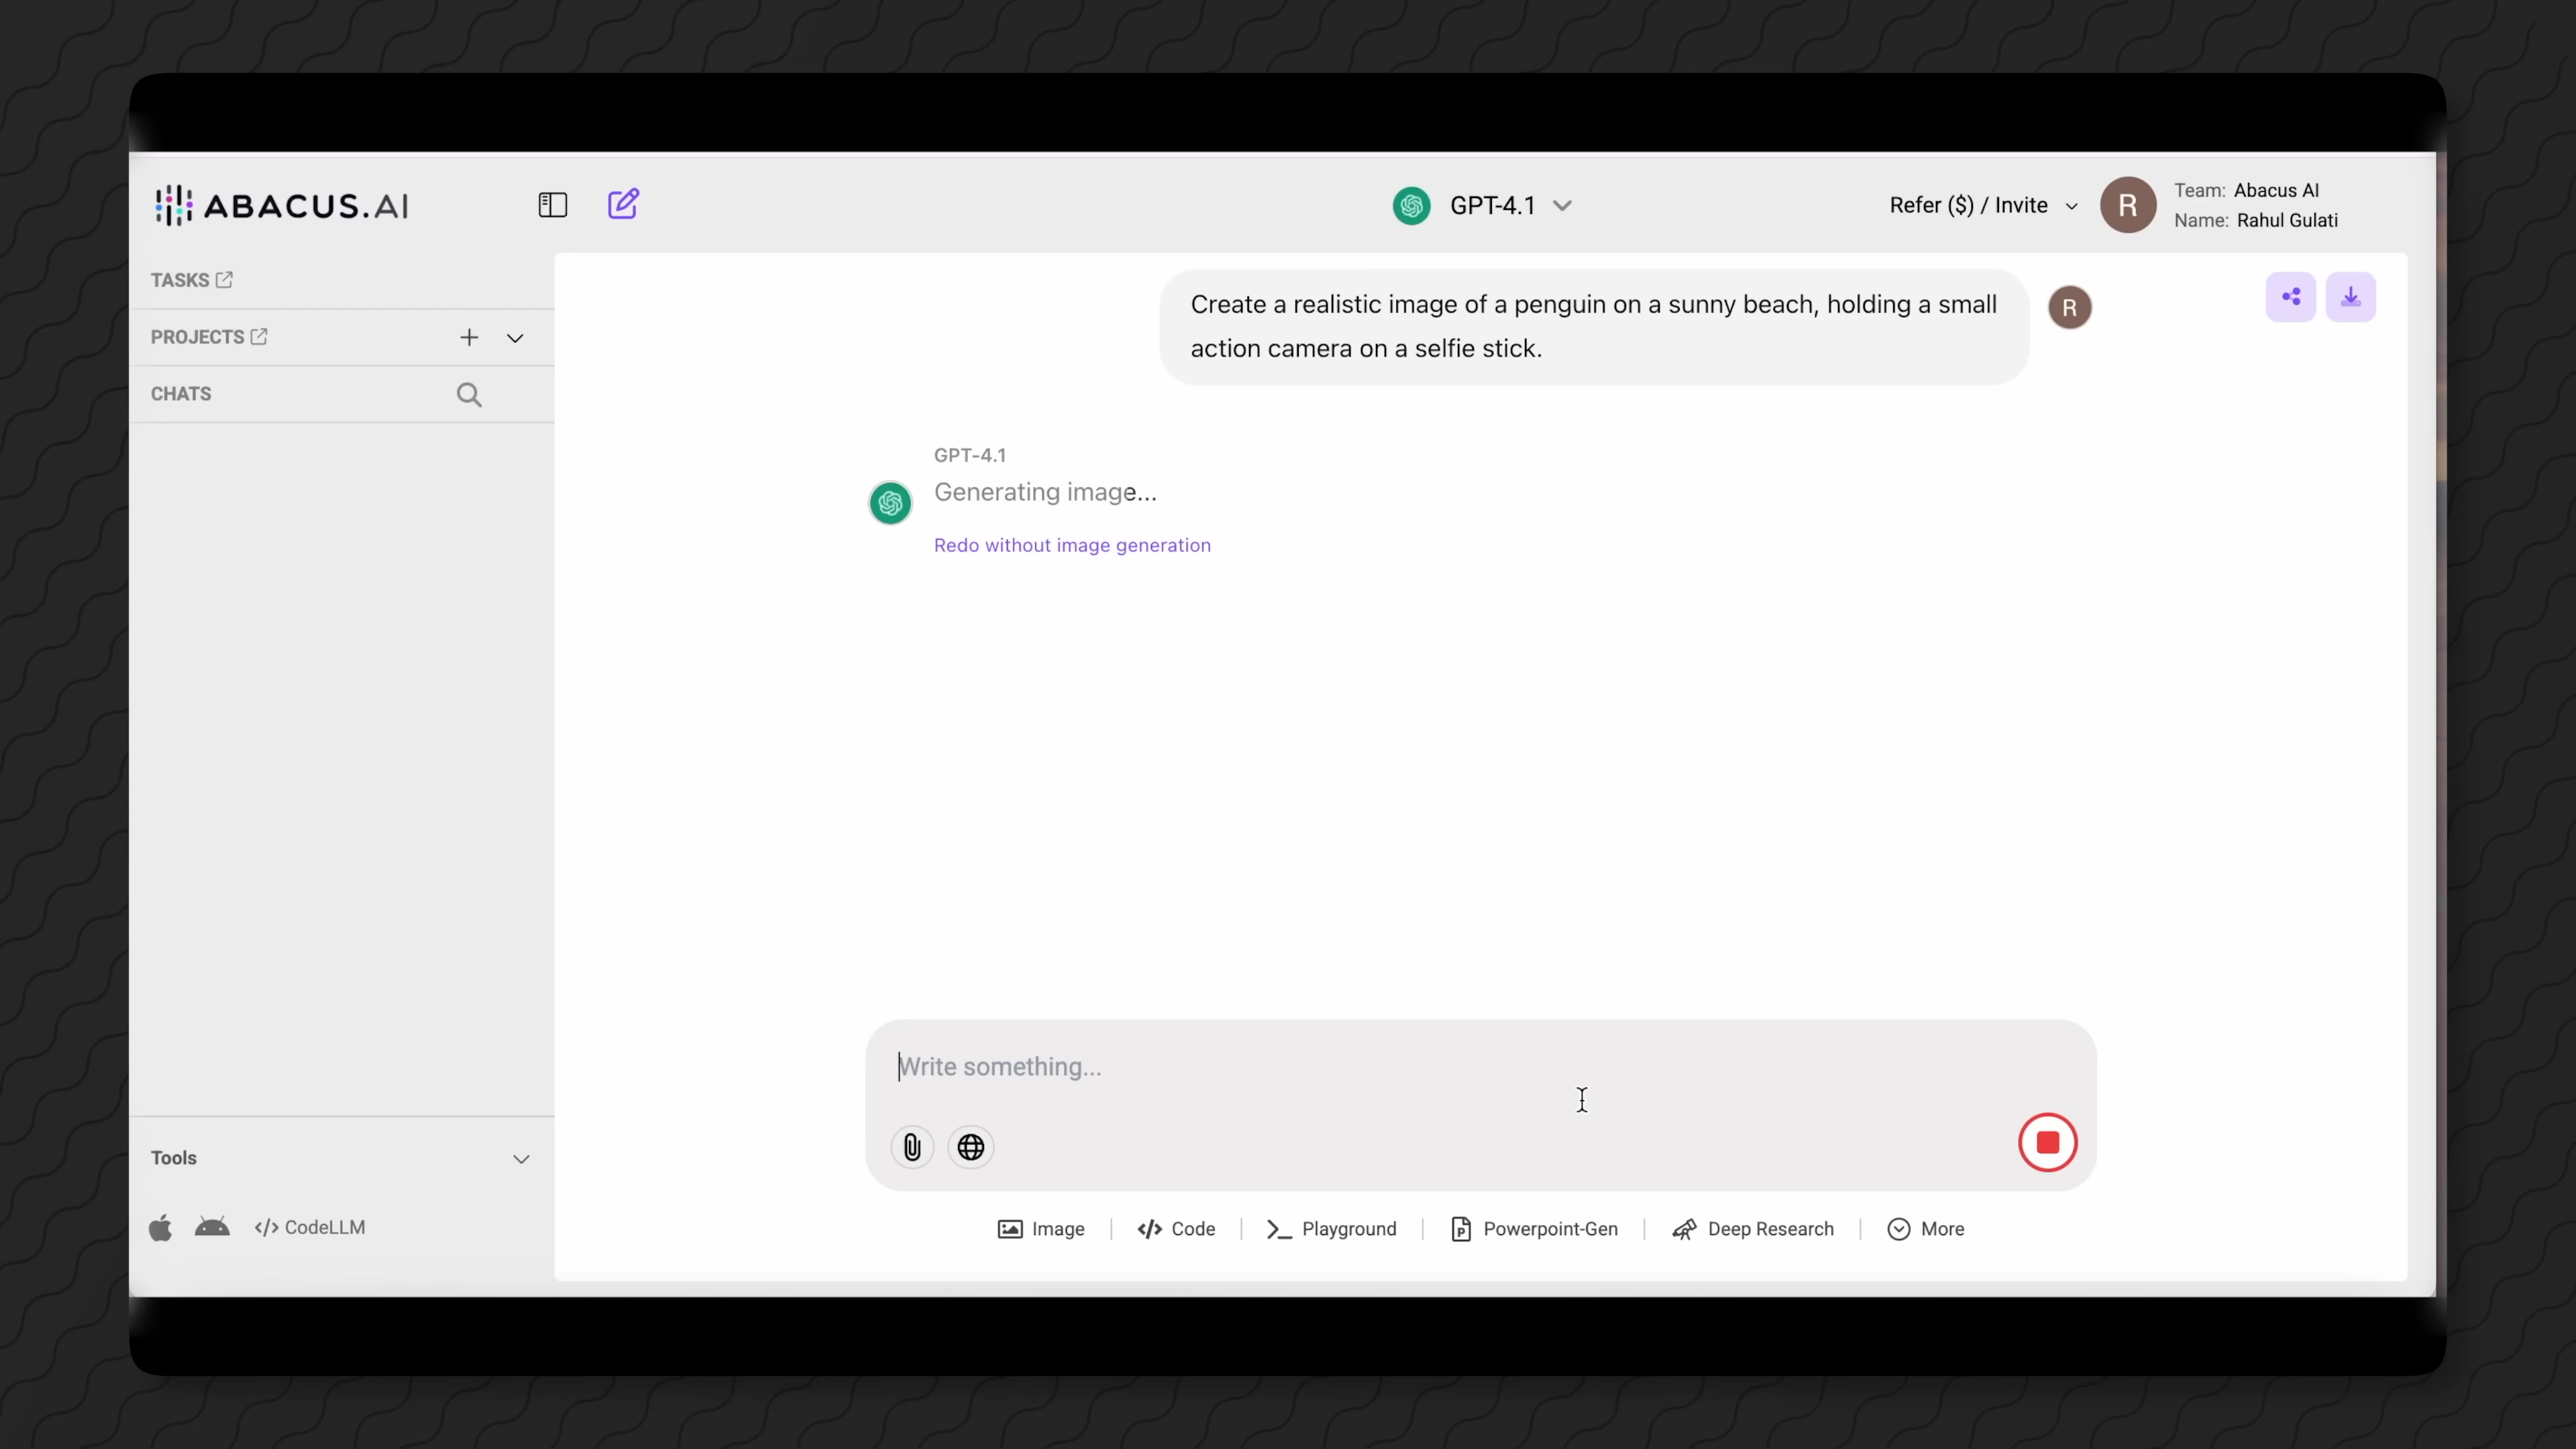 ABACUS.AI
GPT-4.1
Refer ($) / Invite
R
Team: Abacus AI
Name: Rahul Gulati
TASKS
PROJECTS
CHATS
Create a realistic image of a penguin on a sunny beach, holding a small
action camera on a selfie stick.
R
GPT-4.1
Generating image...
Redo without image generation
Write something...
Tools
</> CodeLLM
Image
</> Code
Playground
P
Powerpoint-Gen
Deep Research
More